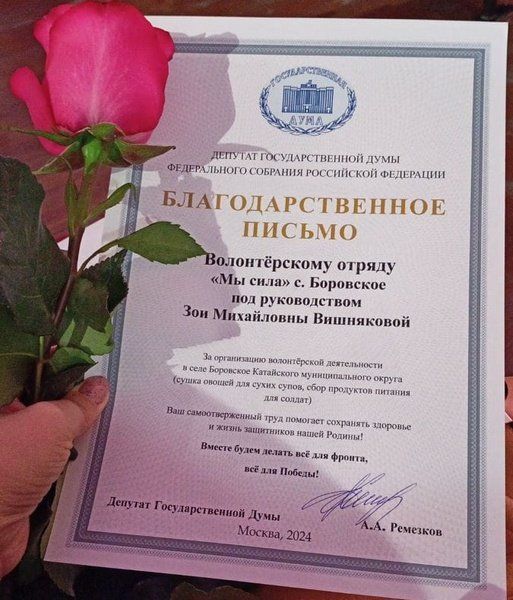 ГОСУДАРСТВЕННАЯ
ДУМА
ДЕПУТАТ ГОСУДАРСТВЕННОЙ ДУМЫ
ФЕДЕРАЛЬНОГО СОБРАНИЯ РОССИЙСКОЙ ФЕДЕРАЦИИ
БЛАГОДАРСТВЕННОЕ
ПИСЬМО
Волонтёрскому отряду
«Мы сила» с. Боровское
под руководством
Зои Михайловны Вишняковой
За организацию волонтёрской деятельности
в селе Боровское Катайского муниципального округа
(сушка овощей для сухих супов, сбор продуктов питания
для солдат)
Ваш самоотверженный труд помогает сохранять здоровье
и жизнь защитников нашей Родины!
Вместе будем делать всё для фронта,
всё для Победы!
Депутат Государственной Думы
А.А. Ремезков
Москва, 2024